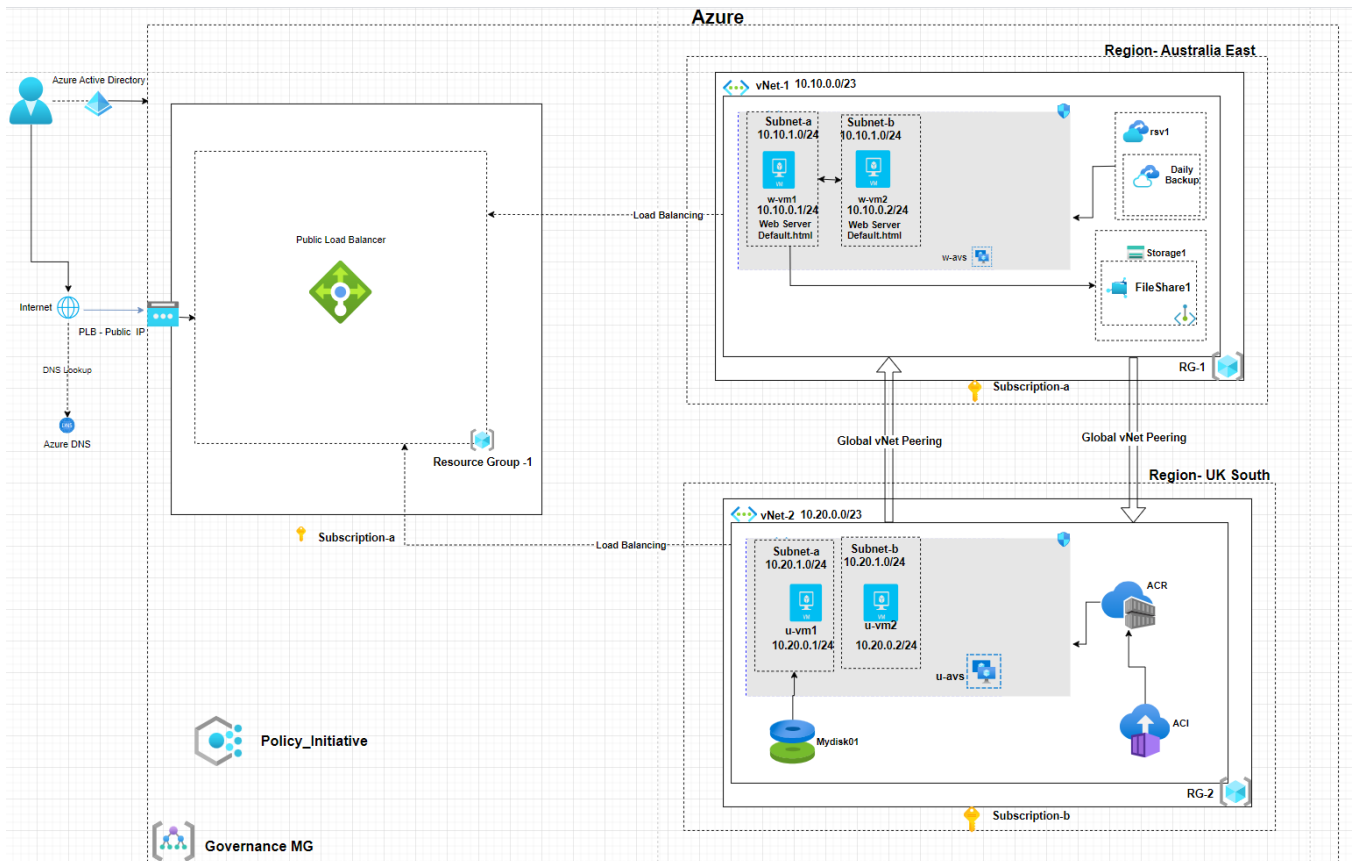 Azure
Azure Active Directory
Internet
PLB - Public IP
DNS Lookup
DNS
Azure DNS
Public Load Balancer
Resource Group -1
Subscription-a
Load Balancing
Load Balancing
Region- Australia East
vNet-1 10.10.0.0/23
Subnet-a
10.10.1.0/24
VM
w-vm1
10.10.0.1/24
Web Server
Default.html
Subnet-b
10.10.1.0/24
VM
w-vm2
10.10.0.2/24
Web Server
Default.html
w-avs
rsv1
Daily
Backup
Storage1
FileShare1
RG-1
Subscription-a
Global vNet Peering
Global vNet Peering
Region- UK South
vNet-2 10.20.0.0/23
Subnet-a
10.20.1.0/24
VM
u-vm1
10.20.0.1/24
Subnet-b
10.20.1.0/24
VM
u-vm2
10.20.0.2/24
u-avs
Mydisk01
ACR
ACI
RG-2
Subscription-b
Policy_Initiative
Governance MG